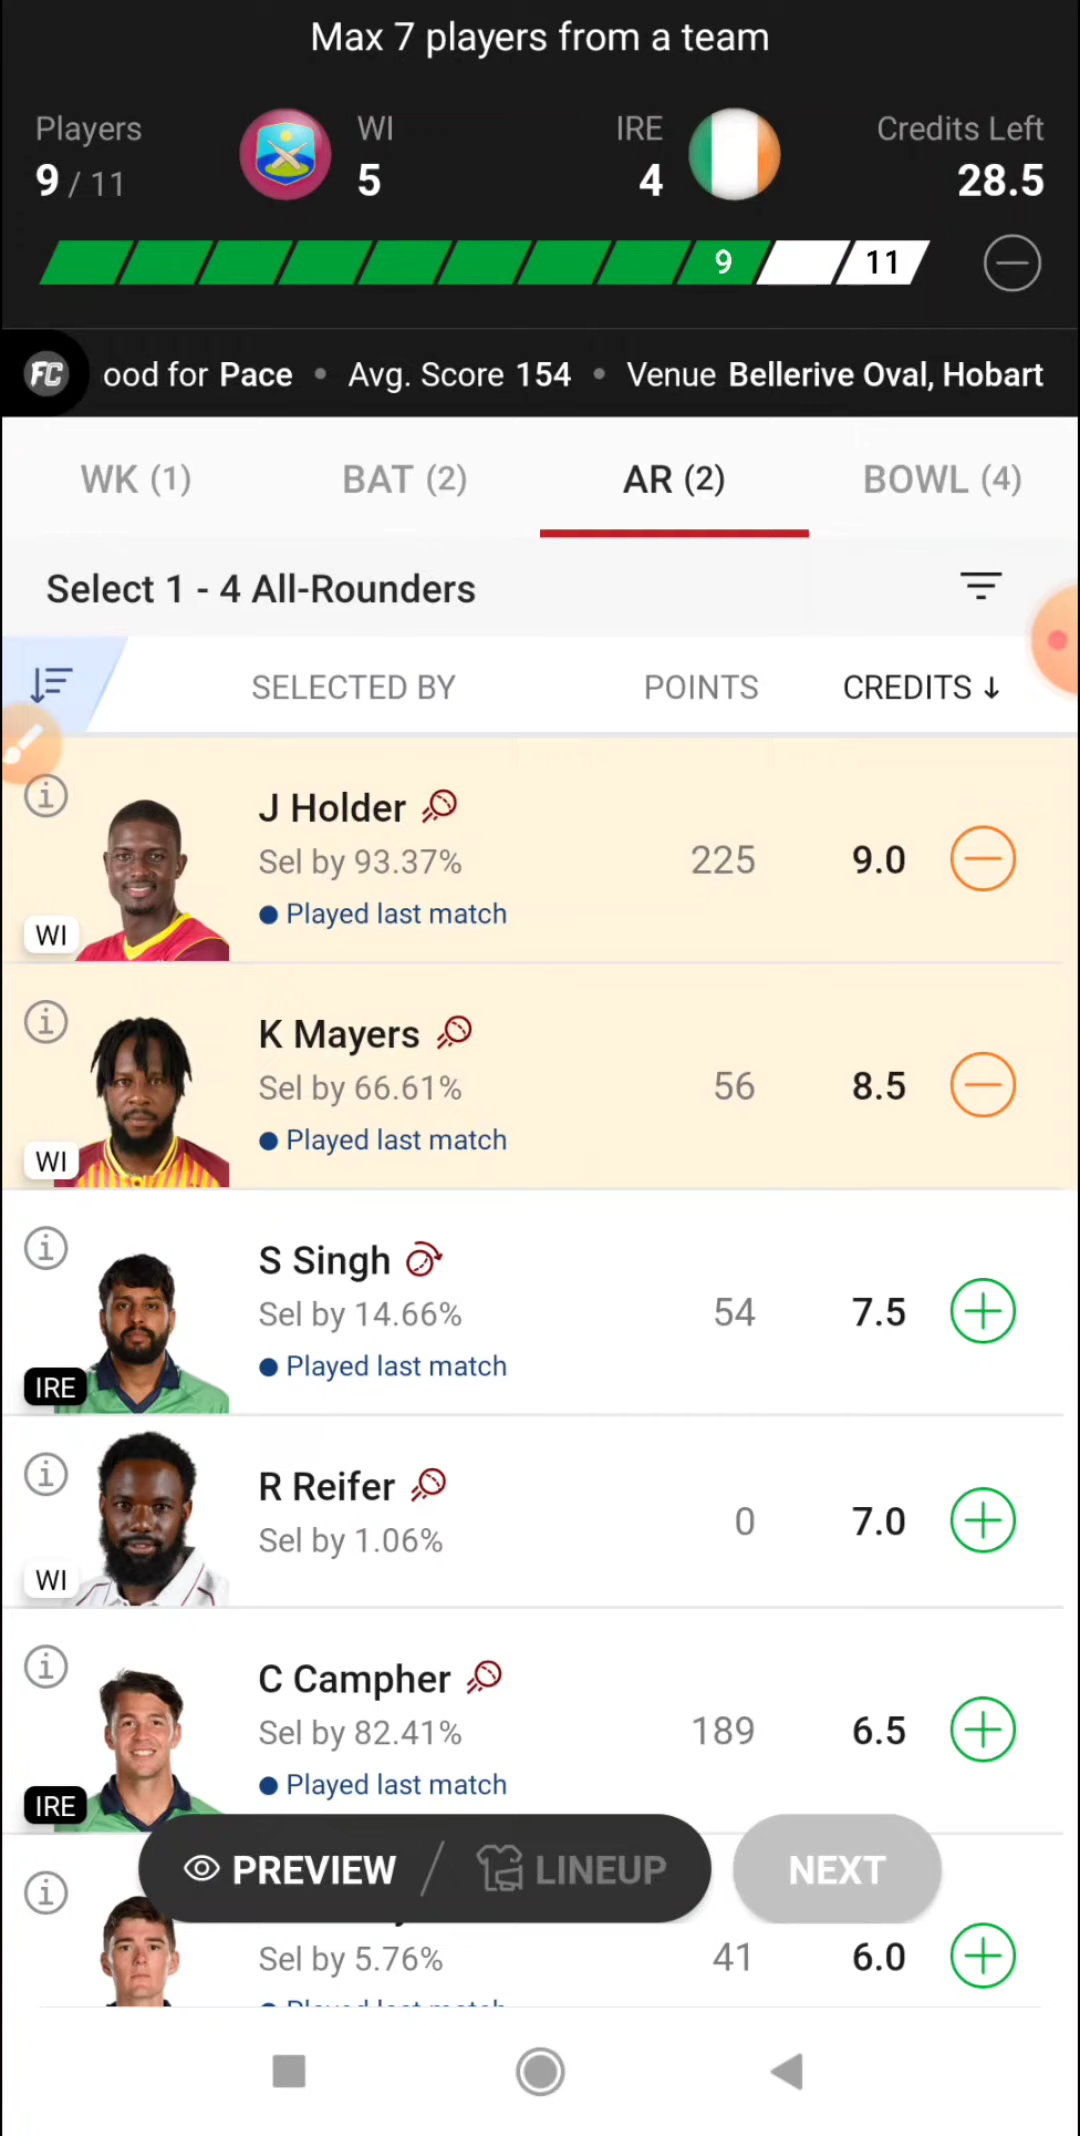 Max 7 players from a team
Players WI IRE Credits Left
9 / 11 5 4 28.5
9 11
FC ood for Pace • Avg. Score 154 • Venue Bellerive Oval, Hobart
WK (1) BAT (2) AR (2) BOWL (4)
Select 1 - 4 All-Rounders
SELECTED BY POINTS CREDITS ↓
J Holder
Sel by 93.37% 225 9.0
Played last match
WI
K Mayers
Sel by 66.61% 56 8.5
Played last match
WI
S Singh
Sel by 14.66% 54 7.5
Played last match
IRE
R Reifer
Sel by 1.06% 0 7.0
WI
C Campher
Sel by 82.41% 189 6.5
Played last match
IRE
PREVIEW / LINEUP NEXT
Sel by 5.76% 41 6.0